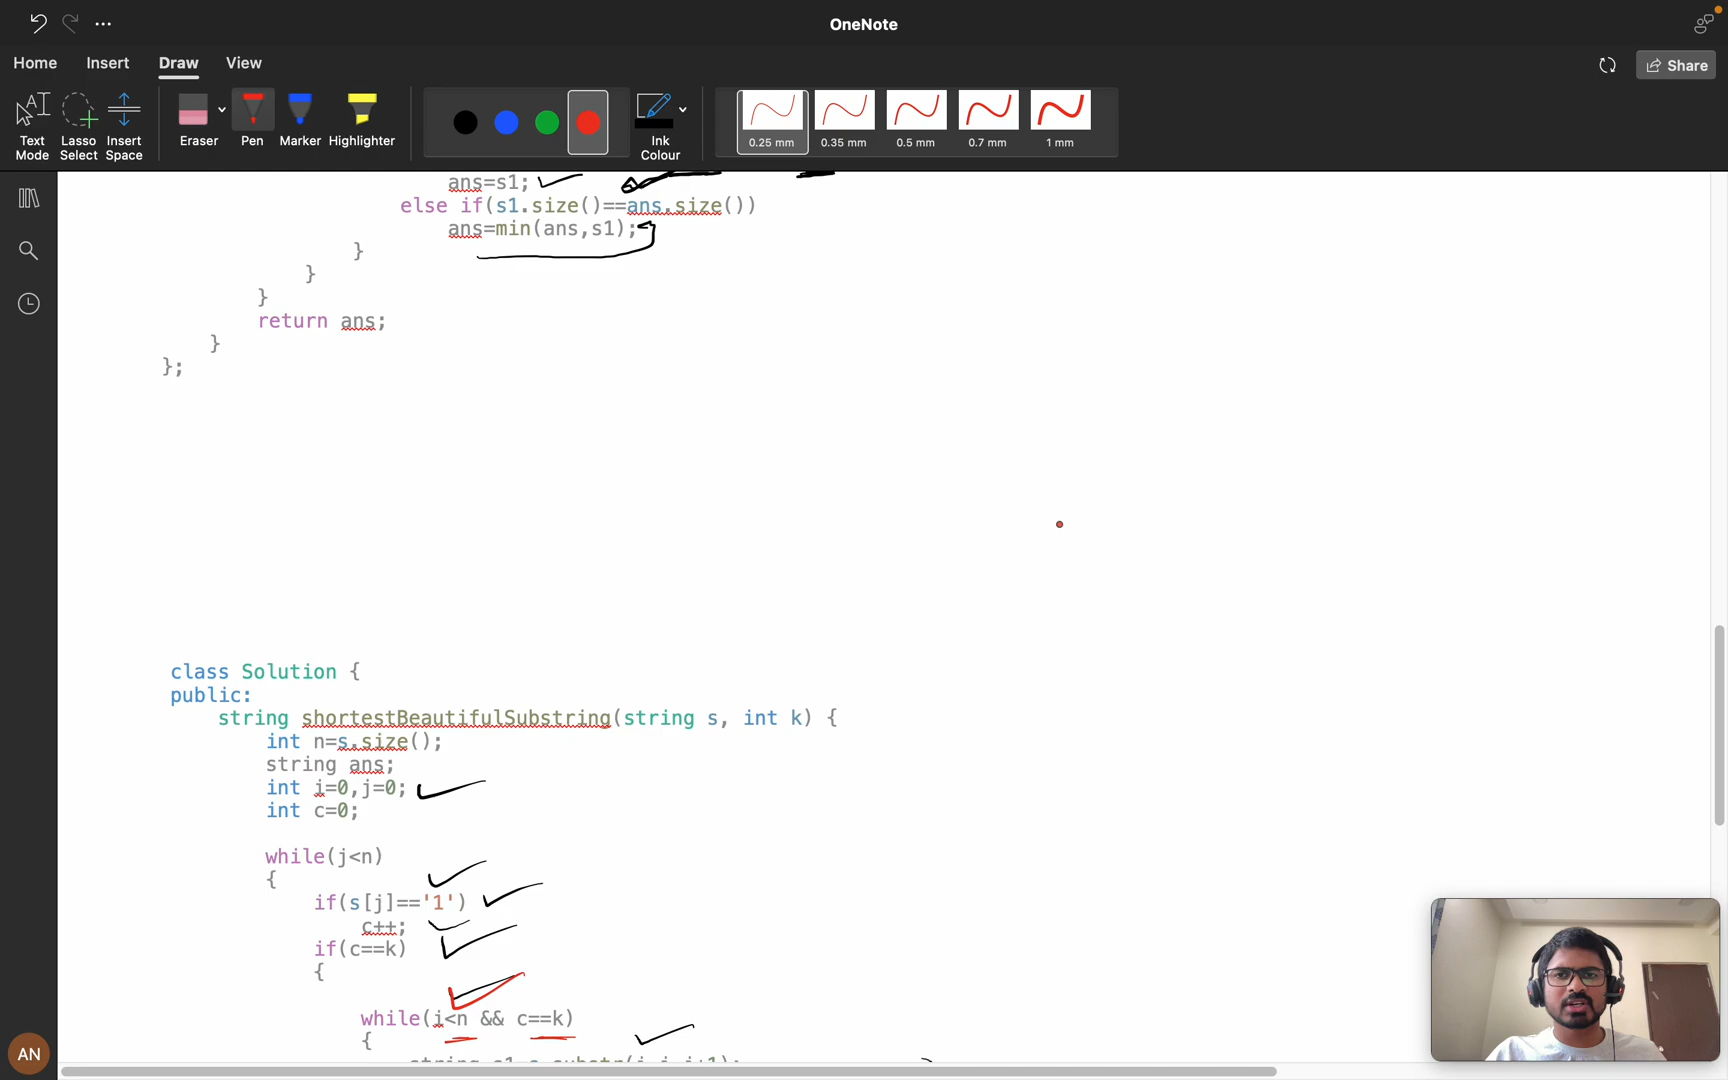 OneNote
Home Insert Draw View
Share
Text Mode
Lasso Select
Insert Space
Eraser
Pen
Marker
Highlighter
Ink Colour
0.25 mm
0.35 mm
0.5 mm
0.7 mm
1 mm
ans=s1;
else if(s1.size()==ans.size())
ans=min(ans,s1);
}
}
}
return ans;
}
};
class Solution {
public:
string shortestBeautifulSubstring(string s, int k) {
int n=s.size();
string ans;
int i=0,j=0;
int c=0;
while(j<n)
{
if(s[j]=='1')
c++;
if(c==k)
{
while(i<n && c==k)
{
AN